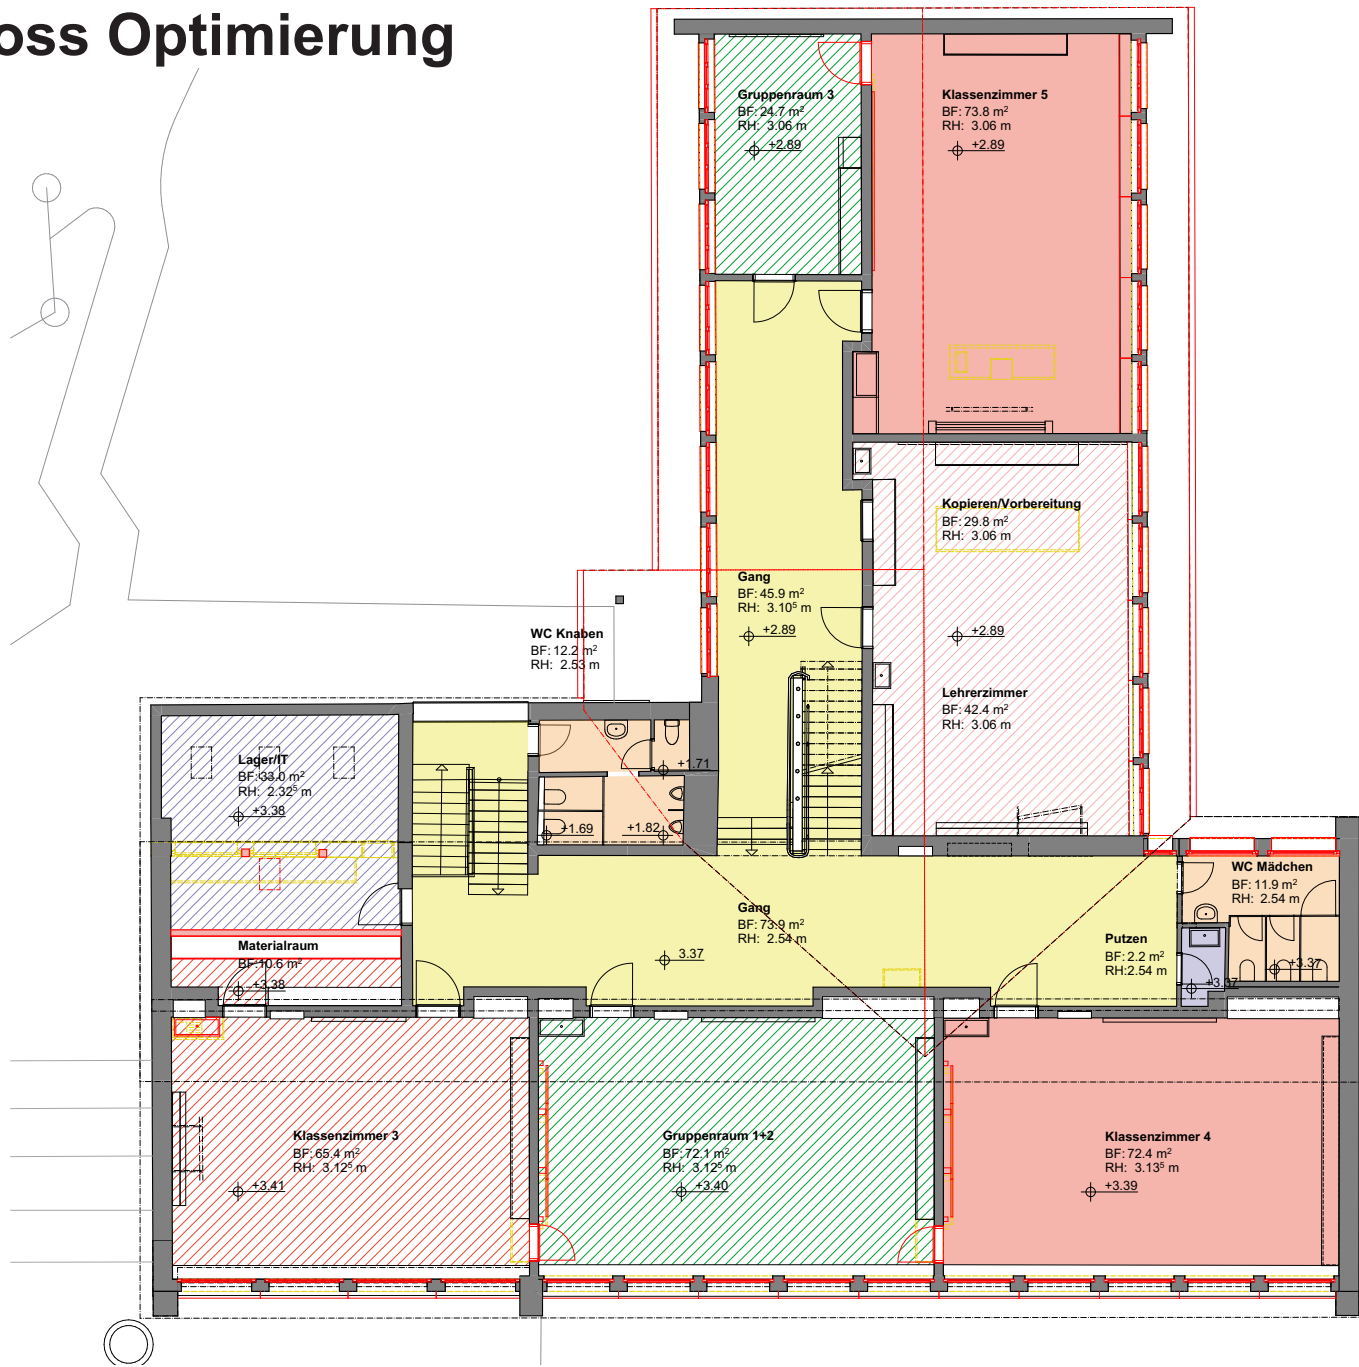 oss Optimierung
Gruppenraum 3
BF: 24.7 m²
RH: 3.06 m
+2.89
Klassenzimmer 5
BF: 73.8 m²
RH: 3.06 m
+2.89
Kopieren/Vorbereitung
BF: 29.8 m²
RH: 3.06 m
Gang
BF: 45.9 m²
RH: 3.10⁵ m
+2.89
+2.89
WC Knaben
BF: 12.2 m²
RH: 2.53 m
Lehrerzimmer
BF: 42.4 m²
RH: 3.06 m
Lager/IT
BF: 33.0 m²
RH: 2.32⁵ m
+3.38
+1.71
+1.69
+1.82
WC Mädchen
BF: 11.9 m²
RH: 2.54 m
Gang
BF: 73.9 m²
RH: 2.54 m
3.37
Materialraum
BF: 10.6 m²
+3.38
Putzen
BF: 2.2 m²
RH:2.54 m
+3.37
+3.37
Klassenzimmer 3
BF: 65.4 m²
RH: 3.12⁵ m
+3.41
Gruppenraum 1+2
BF: 72.1 m²
RH: 3.12⁵ m
+3.40
Klassenzimmer 4
BF: 72.4 m²
RH: 3.13⁵ m
+3.39